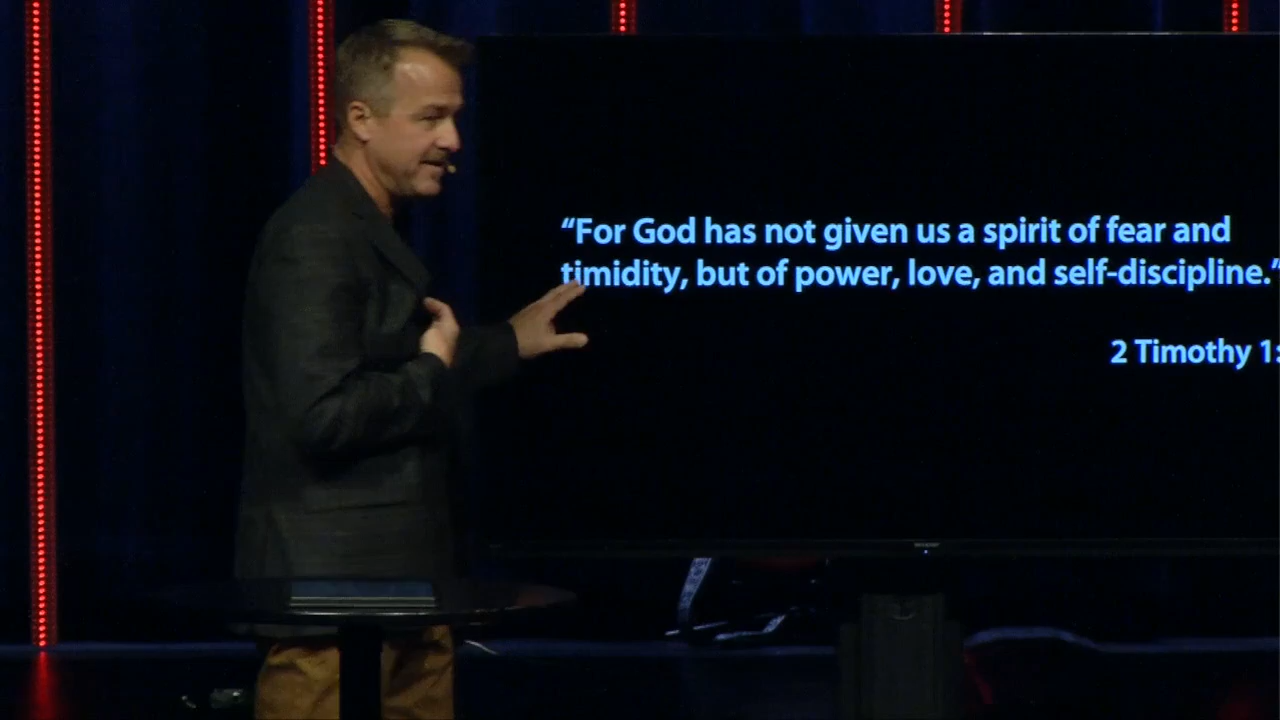 “For God has not given us a spirit of fear and
timidity, but of power, love, and self-discipline.”
2 Timothy 1: